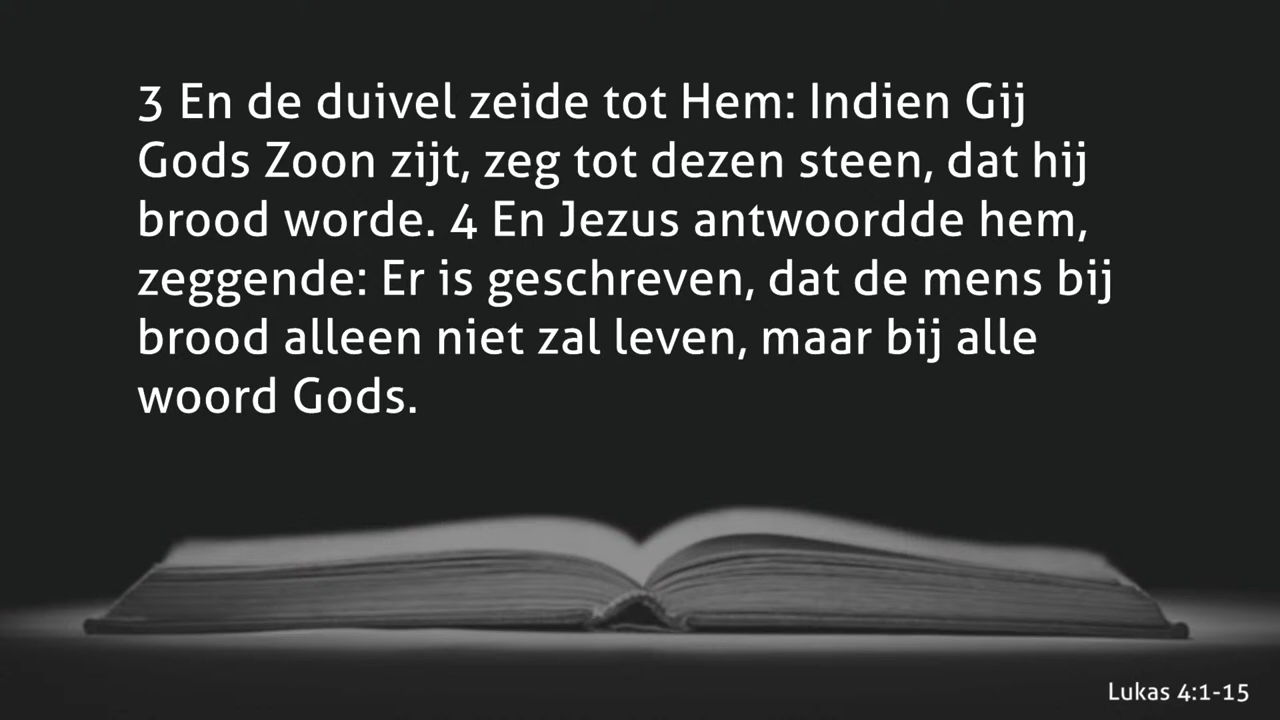 3 En de duivel zeide tot Hem: Indien Gij
Gods Zoon zijt, zeg tot dezen steen, dat hij
brood worde. 4 En Jezus antwoordde hem,
zeggende: Er is geschreven, dat de mens bij
brood alleen niet zal leven, maar bij alle
woord Gods.
Lukas 4:1-15